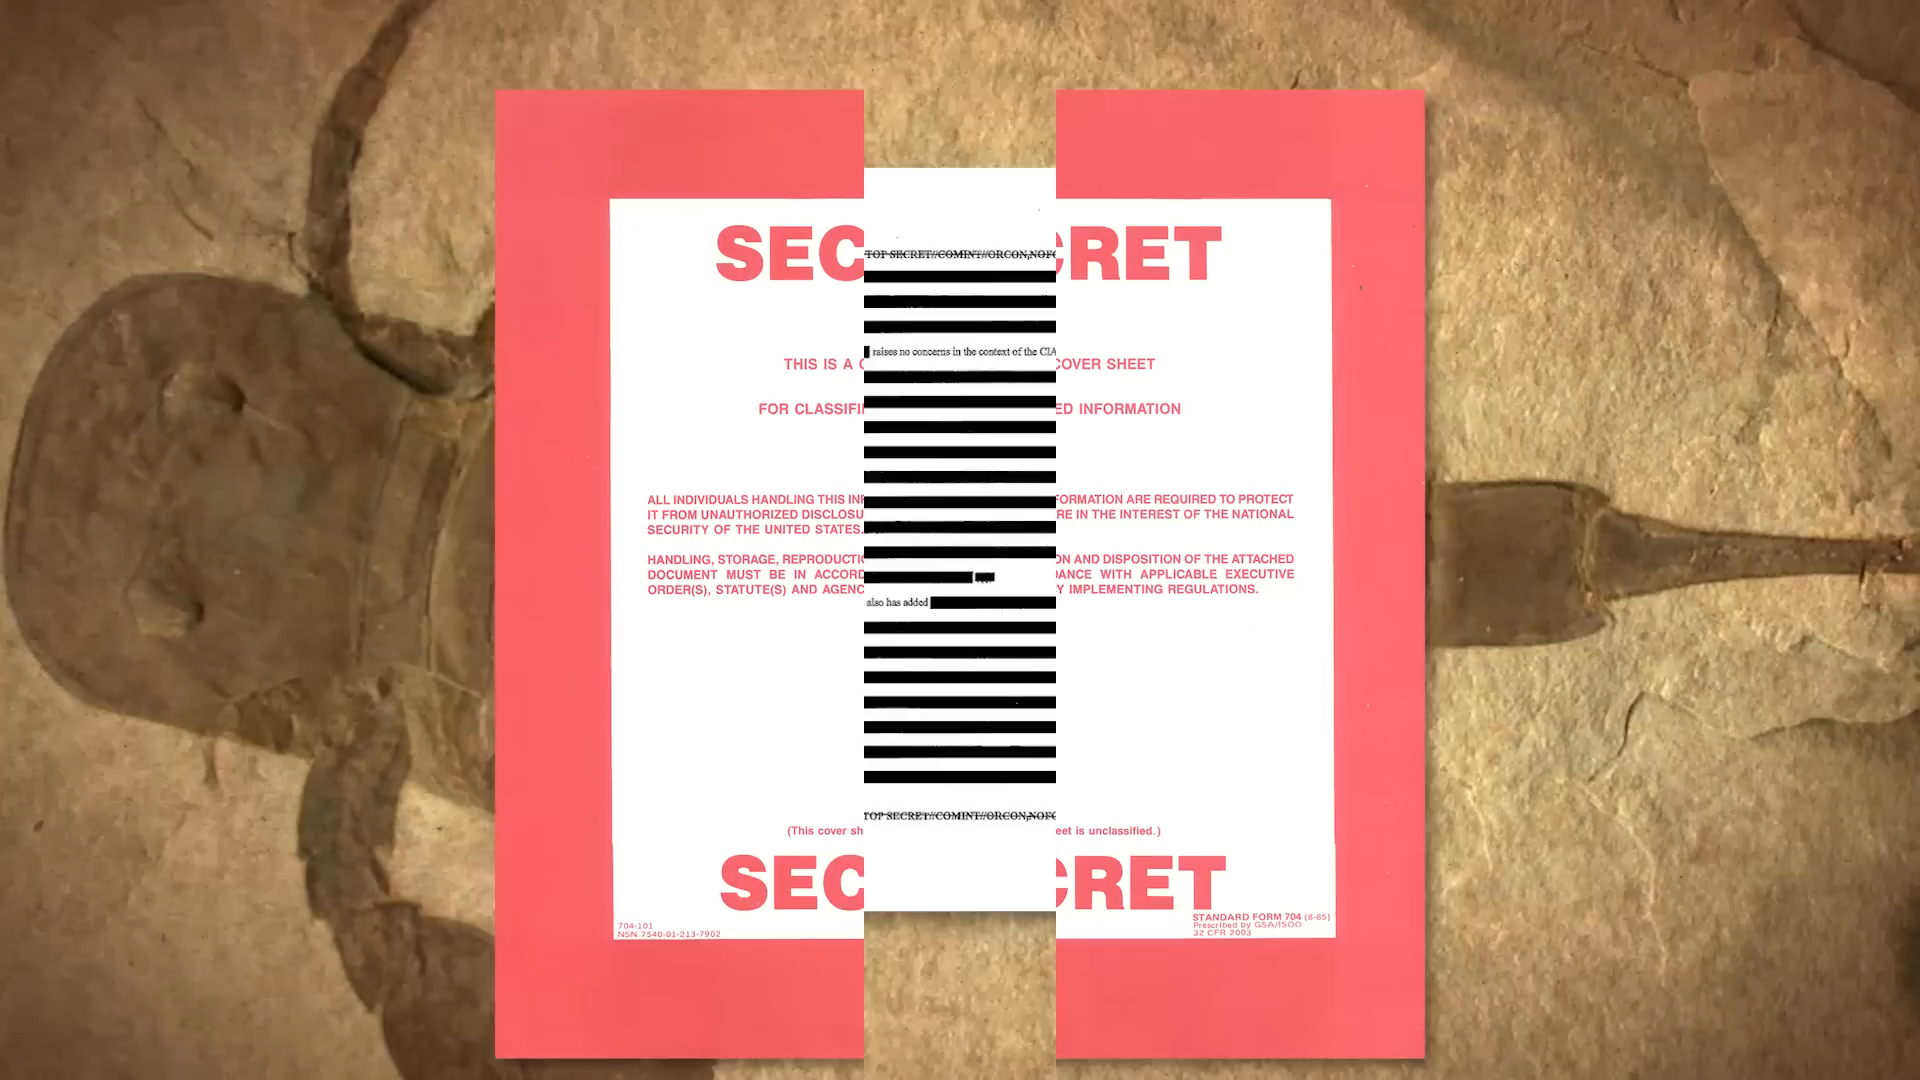 SEC CRET
TOP SECRET//COMINT//ORCON,NOFO
raises no concerns in the context of the CIA
THIS IS A C COVER SHEET
FOR CLASSIFI ED INFORMATION
ALL INDIVIDUALS HANDLING THIS INF FORMATION ARE REQUIRED TO PROTECT
IT FROM UNAUTHORIZED DISCLOSU RE IN THE INTEREST OF THE NATIONAL
SECURITY OF THE UNITED STATES.
HANDLING, STORAGE, REPRODUCTIO ON AND DISPOSITION OF THE ATTACHED
DOCUMENT MUST BE IN ACCORD DANCE WITH APPLICABLE EXECUTIVE
ORDER(S), STATUTE(S) AND AGENC Y IMPLEMENTING REGULATIONS.
also has added
TOP SECRET//COMINT//ORCON,NOFO
(This cover sh eet is unclassified.)
SEC CRET
704-101
NSN 7540-01-213-7902
STANDARD FORM 704 (8-85)
Prescribed by GSA/ISOO
32 CFR 2003